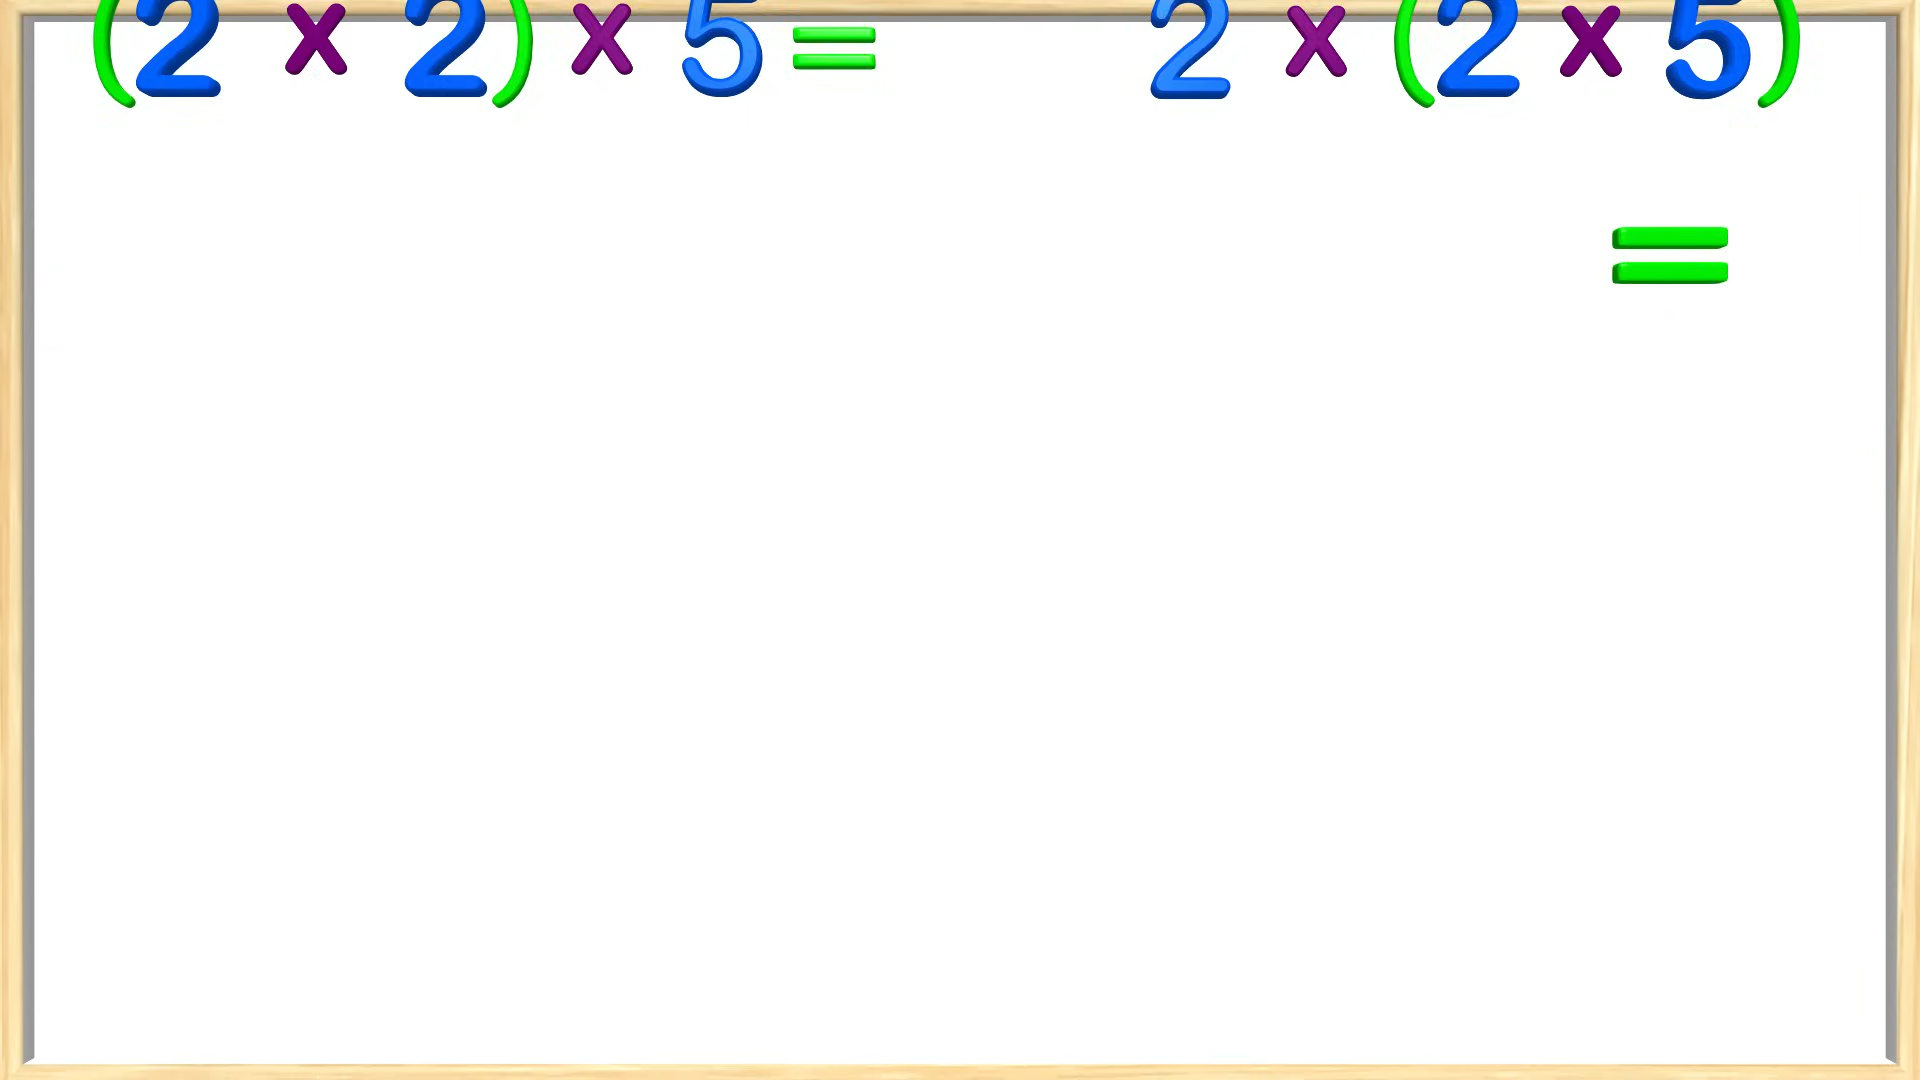 (2 × 2) × 5 = 2 × (2 × 5)
=